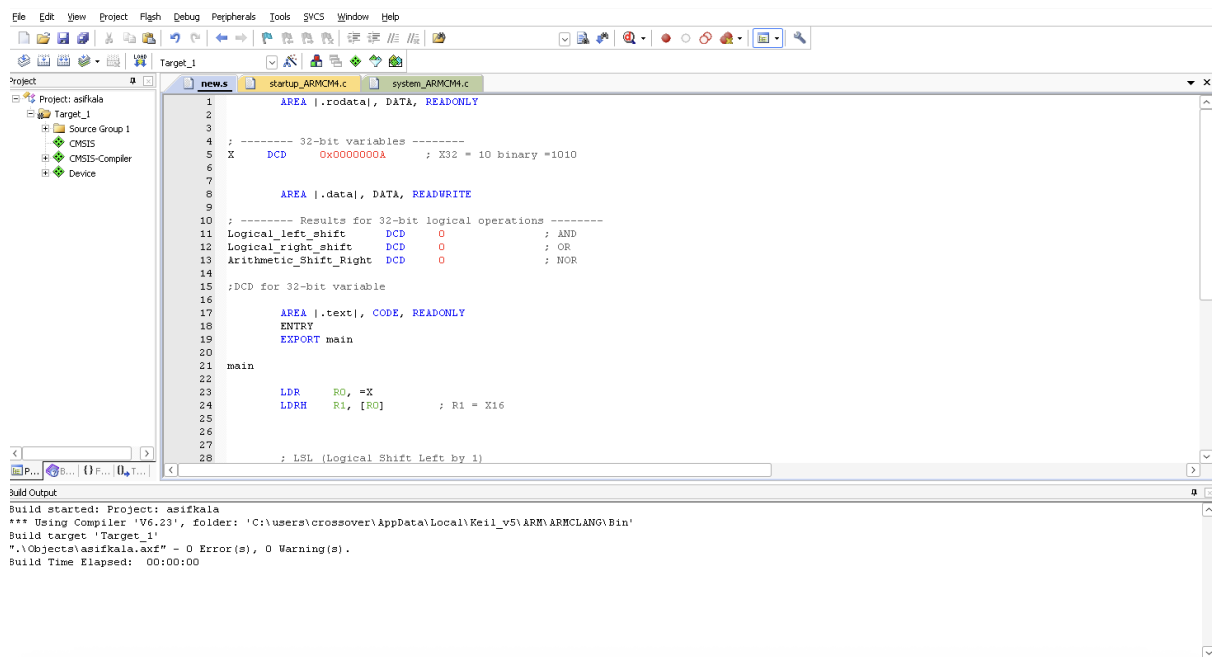 File Edit View Project Flash Debug Peripherals Tools SVCS Window Help
LOAD Target_1
Project
Project: asifkala
Target_1
Source Group 1
CMSIS
CMSIS-Compiler
Device
P... B... {} F... 0 T...
new.s startup_ARMCM4.c system_ARMCM4.c
1 AREA |.rodata|, DATA, READONLY
2
3
4 ; -------- 32-bit variables --------
5 X DCD 0x0000000A ; X32 = 10 binary =1010
6
7
8 AREA |.data|, DATA, READWRITE
9
10 ; -------- Results for 32-bit logical operations --------
11 Logical_left_shift DCD 0 ; AND
12 Logical_right_shift DCD 0 ; OR
13 Arithmetic_Shift_Right DCD 0 ; NOR
14
15 ;DCD for 32-bit variable
16
17 AREA |.text|, CODE, READONLY
18 ENTRY
19 EXPORT main
20
21 main
22
23 LDR R0, =X
24 LDRH R1, [R0] ; R1 = X16
25
26
27
28 ; LSL (Logical Shift Left by 1)
Build Output
Build started: Project: asifkala
*** Using Compiler 'V6.23', folder: 'C:\users\crossover\AppData\Local\Keil_v5\ARM\ARMCLANG\Bin'
Build target 'Target_1'
".\Objects\asifkala.axf" - 0 Error(s), 0 Warning(s).
Build Time Elapsed: 00:00:00